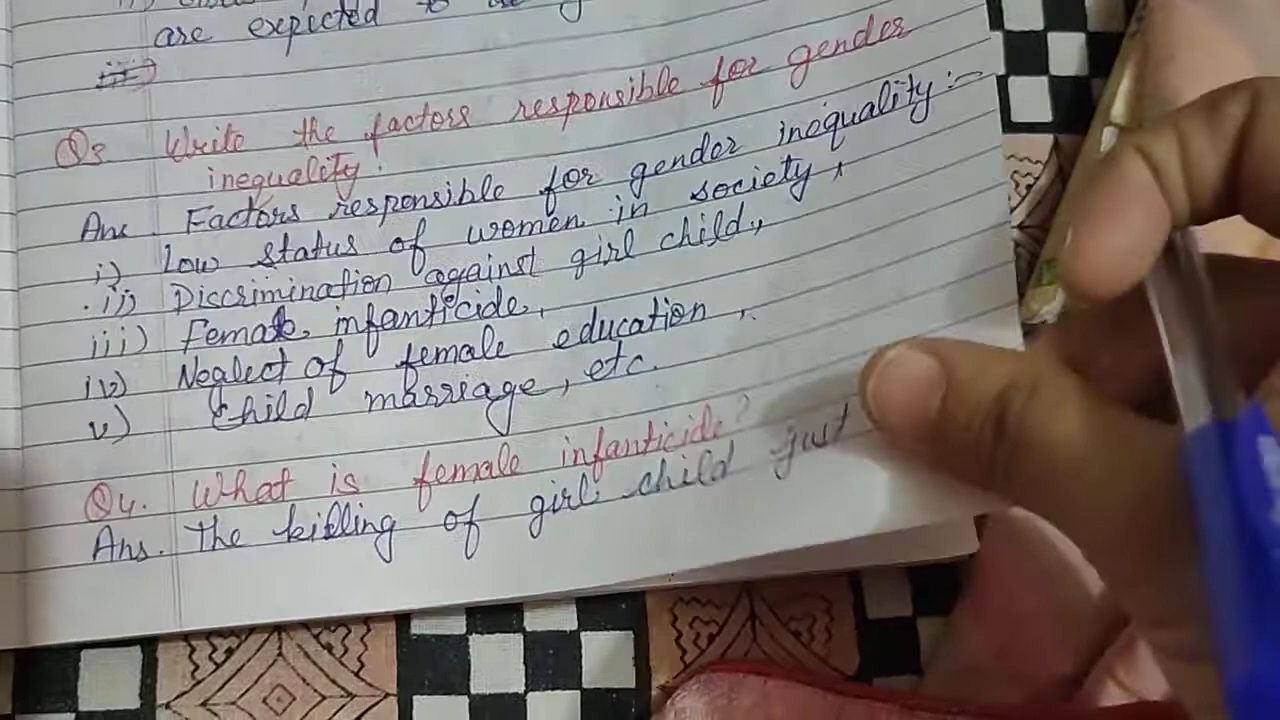 are expected to
Q3 Write the factors responsible for gender
inequality.
Ans. Factors responsible for gender inequality :-
i) Low status of women in society,
ii) Discrimination against girl child,
iii) Female infanticide,
iv) Neglect of female education,
v) Child marriage, etc.
Q4. What is female infanticide?
Ans. The killing of girl child just